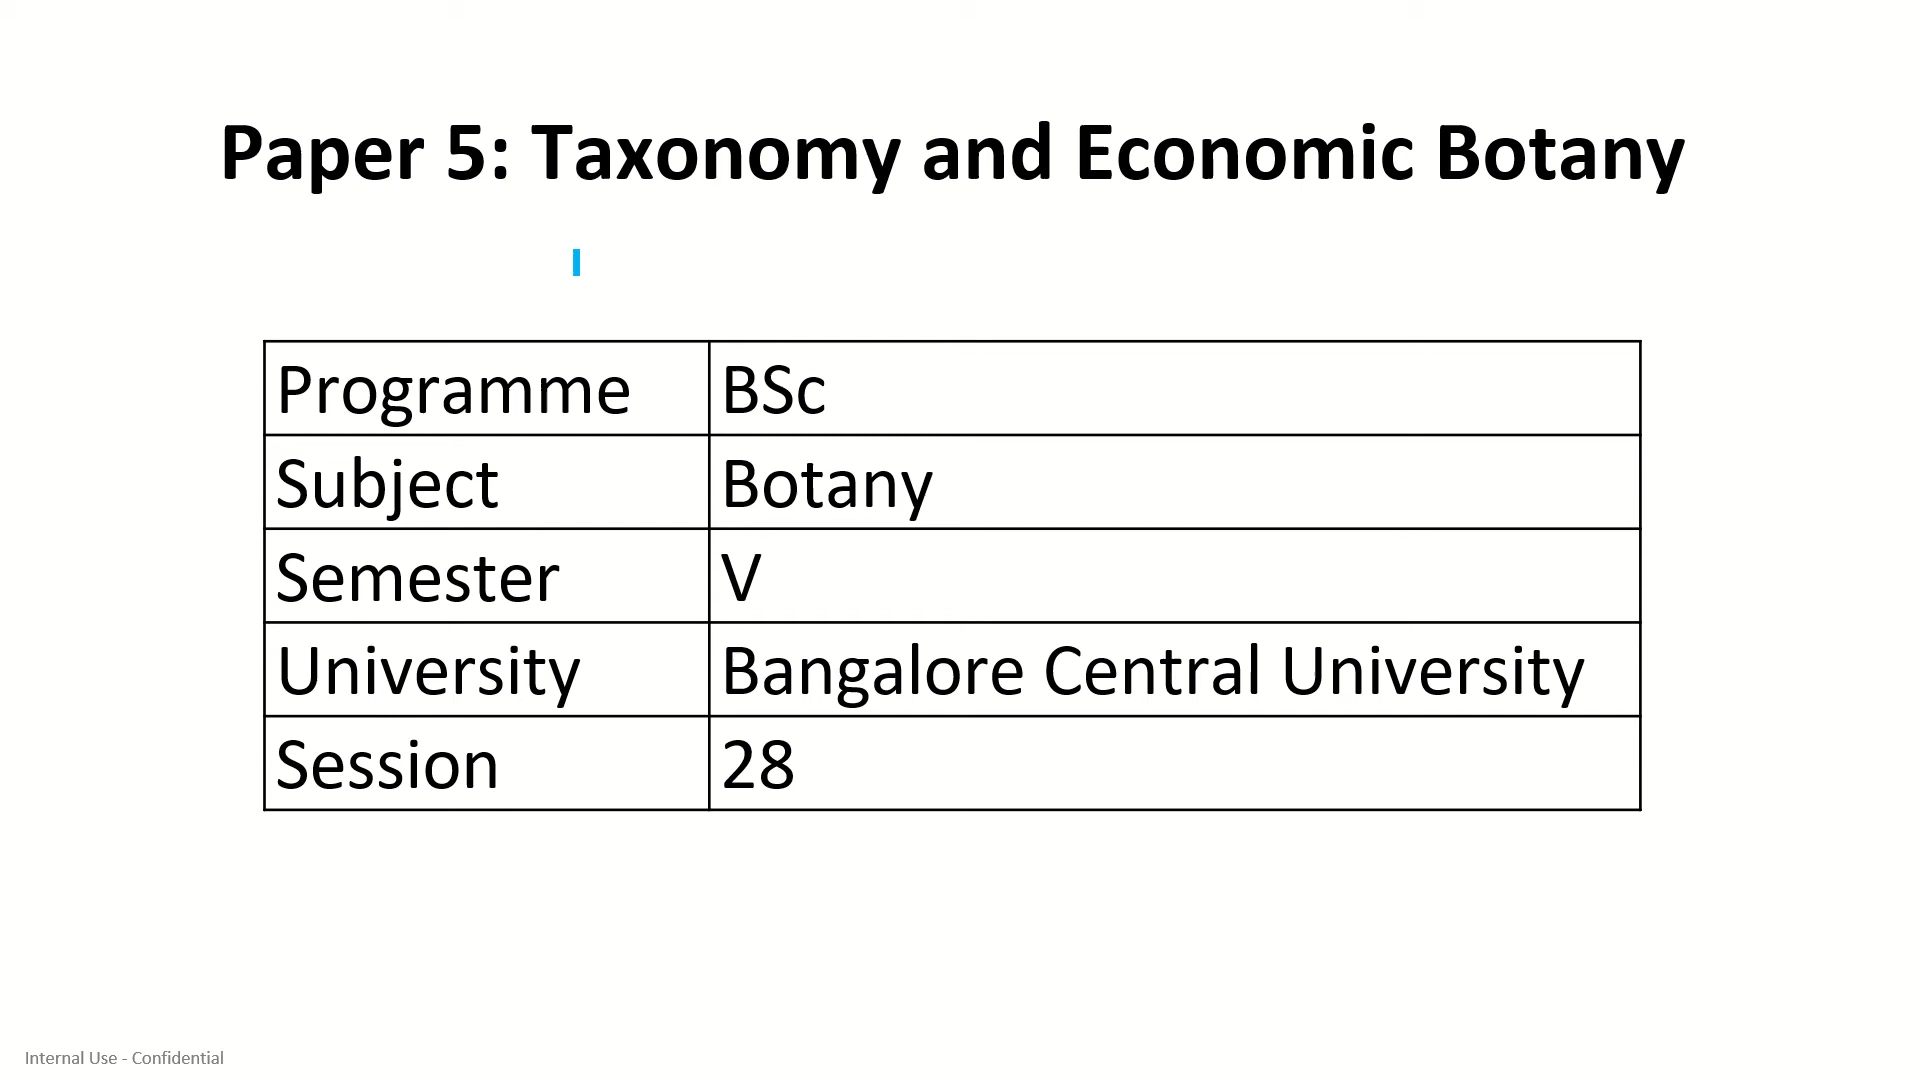 Paper 5: Taxonomy and Economic Botany
Programme BSc
Subject Botany
Semester V
University Bangalore Central University
Session 28
Internal Use - Confidential